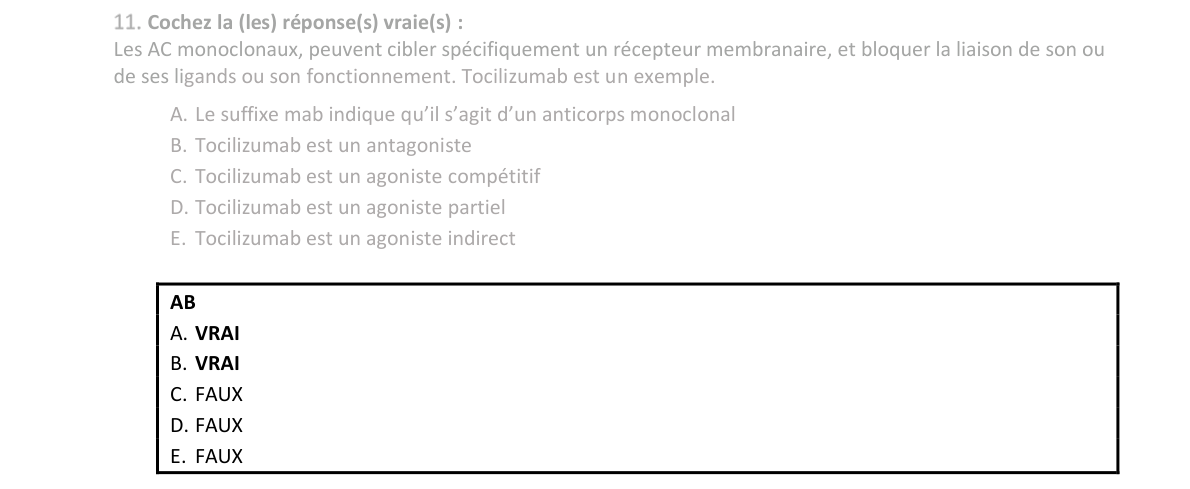 11. Cochez la (les) réponse(s) vraie(s) :
Les AC monoclonaux, peuvent cibler spécifiquement un récepteur membranaire, et bloquer la liaison de son ou
de ses ligands ou son fonctionnement. Tocilizumab est un exemple.
A. Le suffixe mab indique qu’il s’agit d’un anticorps monoclonal
B. Tocilizumab est un antagoniste
C. Tocilizumab est un agoniste compétitif
D. Tocilizumab est un agoniste partiel
E. Tocilizumab est un agoniste indirect
AB
A. VRAI
B. VRAI
C. FAUX
D. FAUX
E. FAUX